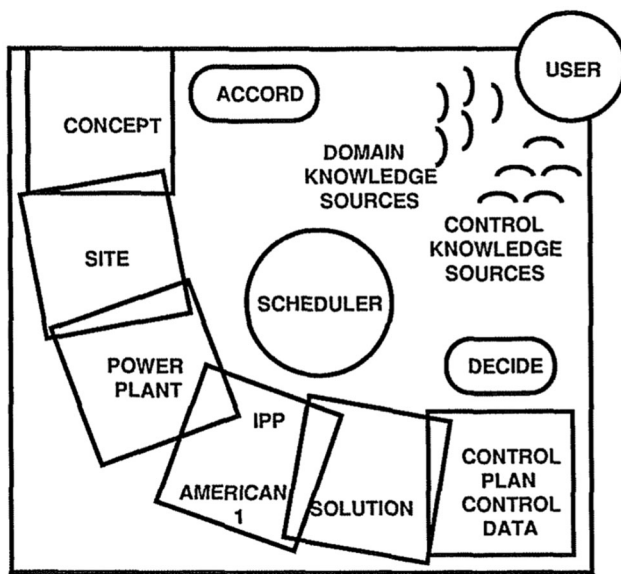 USER
ACCORD
CONCEPT
DOMAIN
KNOWLEDGE
SOURCES
CONTROL
KNOWLEDGE
SOURCES
SITE
SCHEDULER
POWER
PLANT
DECIDE
IPP
AMERICAN
1
SOLUTION
CONTROL
PLAN
CONTROL
DATA